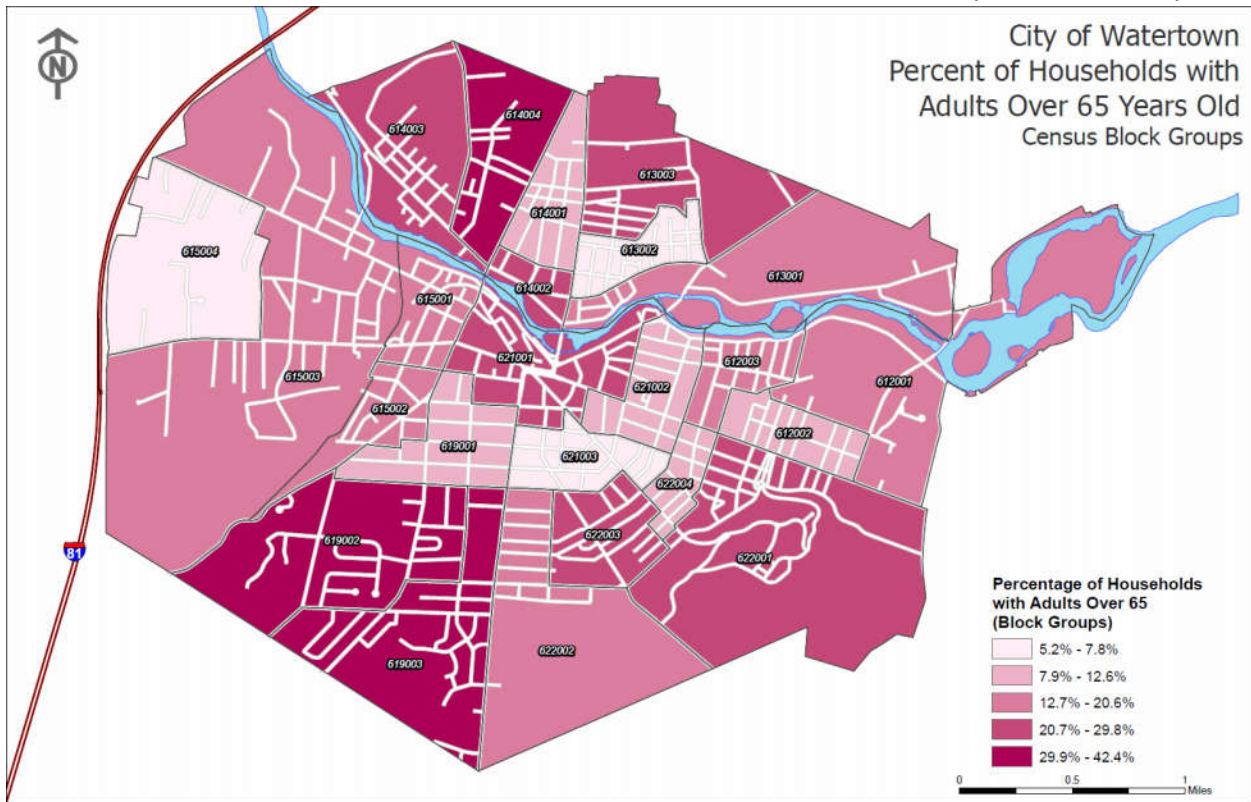 City of Watertown
Percent of Households with
Adults Over 65 Years Old
Census Block Groups
N
614003
614004
613003
614001
613002
615004
613001
614002
615001
621001
612003
615003
621002
612001
615002
612002
619001
621003
622004
622003
619002
622001
81
622002
619003
Percentage of Households
with Adults Over 65
(Block Groups)
5.2% - 7.8%
7.9% - 12.6%
12.7% - 20.6%
20.7% - 29.8%
29.9% - 42.4%
0 0.5 1
Miles